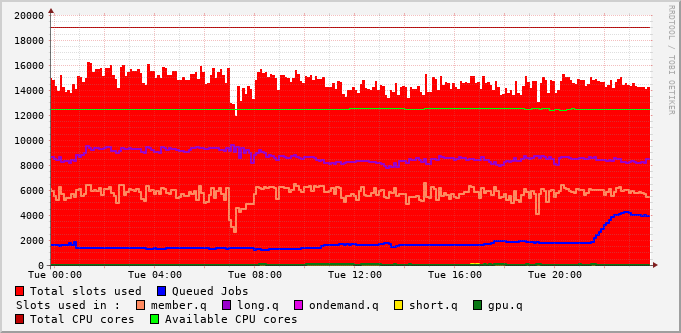 20000
18000
16000
14000
12000
10000
8000
6000
4000
2000
0
Tue 00:00 Tue 04:00 Tue 08:00 Tue 12:00 Tue 16:00 Tue 20:00
Total slots used Queued Jobs
Slots used in : member.q long.q ondemand.q short.q gpu.q
Total CPU cores Available CPU cores
RRDTOOL / TOBI OETIKER